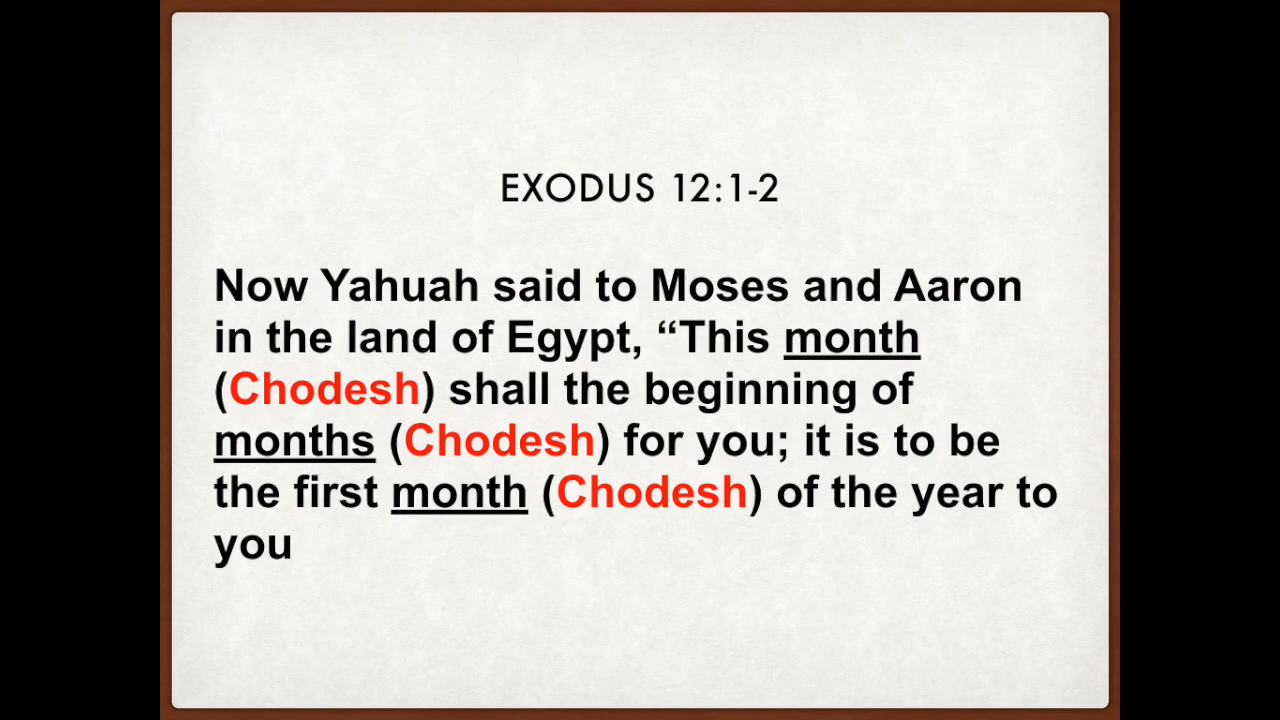 EXODUS 12:1-2
Now Yahuah said to Moses and Aaron
in the land of Egypt, “This month
(Chodesh) shall the beginning of
months (Chodesh) for you; it is to be
the first month (Chodesh) of the year to
you